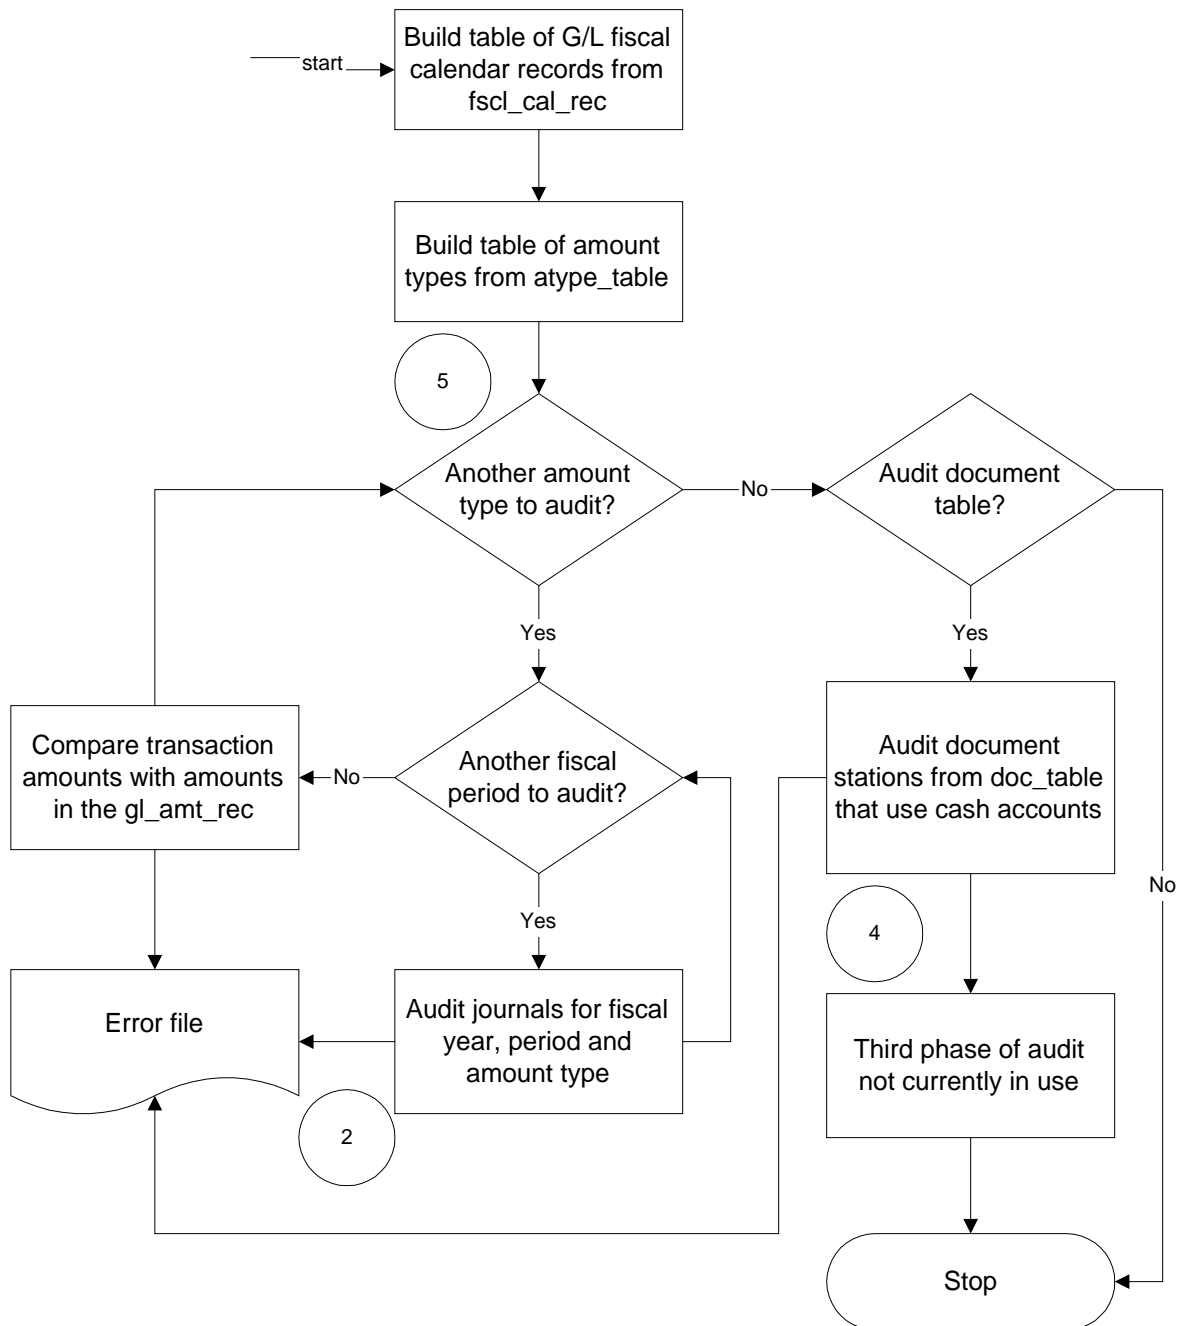 Build table of G/L fiscal
calendar records from
fscl_cal_rec
start
Build table of amount
types from atype_table
5
Another amount
type to audit?
No
Audit document
table?
Yes
Yes
Compare transaction
amounts with amounts
in the gl_amt_rec
No
Another fiscal
period to audit?
Audit document
stations from doc_table
that use cash accounts
No
Yes
4
Error file
Audit journals for fiscal
year, period and
amount type
Third phase of audit
not currently in use
2
Stop